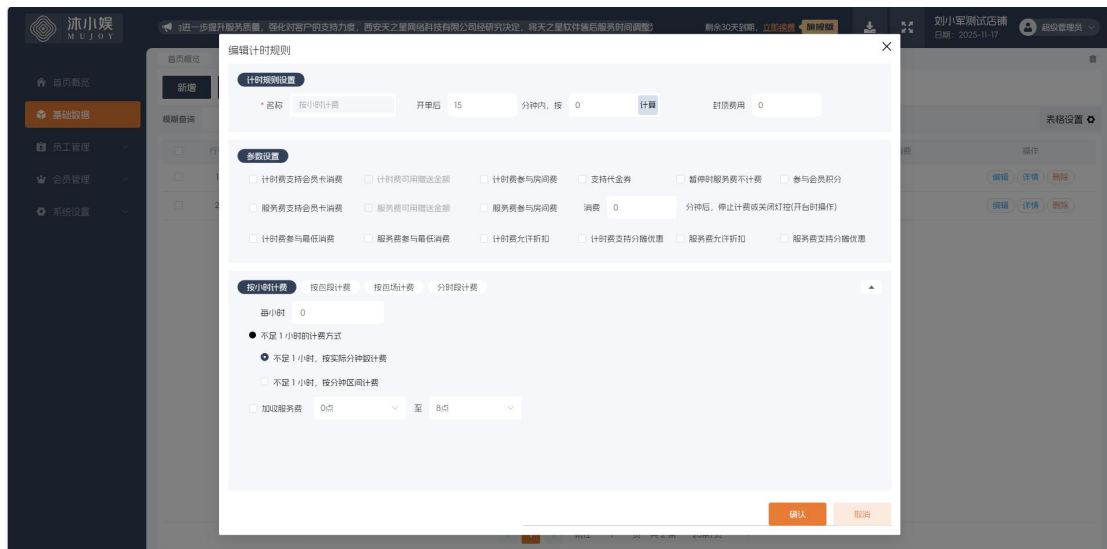 沐小娱
MUJOY
1进一步提升服务质量，强化对客户的支持力度，西安天之星网络科技有限公司经研究决定，将天之星软件售后服务时间调整
剩余30天到期，立即续费
旗舰版
刘小军测试店铺
日期：2025-11-17
超级管理员
首页概览
基础数据
员工管理
会员管理
系统设置
首页概览
新增
模糊查询
表格设置
行
操作
1
编辑 详情 删除
2
编辑 详情 删除
编辑计时规则
计时规则设置
* 名称 按小时计费 开单后 15 分钟内，按 0 计算 封顶费用 0
参数设置
计时费支持会员卡消费 计时费可用赠送金额 计时费参与房间费 支持代金券 暂停时服务费不计费 参与会员积分
服务费支持会员卡消费 服务费可用赠送金额 服务费参与房间费 消费 0 分钟后，停止计费或关闭灯控(开台时操作)
计时费参与最低消费 服务费参与最低消费 计时费允许折扣 计时费支持分摊优惠 服务费允许折扣 服务费支持分摊优惠
按小时计费 按包段计费 按包场计费 分时段计费
每小时 0
不足1小时的计费方式
不足1小时，按实际分钟数计费
不足1小时，按分钟区间计费
加收服务费 0点 至 8点
确认 取消